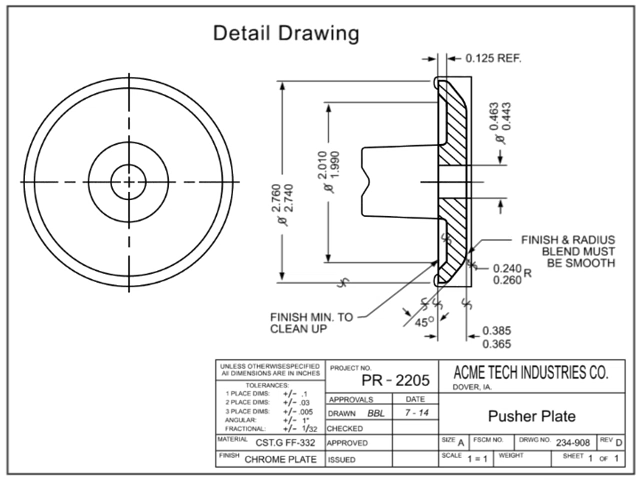 Detail Drawing
0.125 REF.
ø 0.463
0.443
ø 2.010
1.990
ø 2.760
2.740
FINISH & RADIUS
BLEND MUST
BE SMOOTH
0.240 R
0.260
FINISH MIN. TO
CLEAN UP
45°
0.385
0.365
UNLESS OTHERWISESPECIFIED
All DIMENSIONS ARE IN INCHES
TOLERANCES:
1 PLACE DIMS: +/- .1
2 PLACE DIMS: +/- .03
3 PLACE DIMS: +/- .005
ANGULAR: +/- 1°
FRACTIONAL: +/- 1/32
MATERIAL CST.G FF-332
FINISH CHROME PLATE
PROJECT NO.
PR - 2205
APPROVALS DATE
DRAWN BBL 7 - 14
CHECKED
APPROVED
ISSUED
ACME TECH INDUSTRIES CO.
DOVER, IA.
Pusher Plate
SIZE A FSCM NO. DRWG NO. 234-908 REV D
SCALE 1 = 1 WEIGHT SHEET 1 OF 1